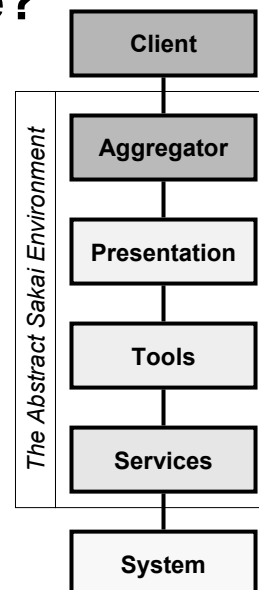 ?
Client
The Abstract Sakai Environment
Aggregator
Presentation
Tools
Services
System